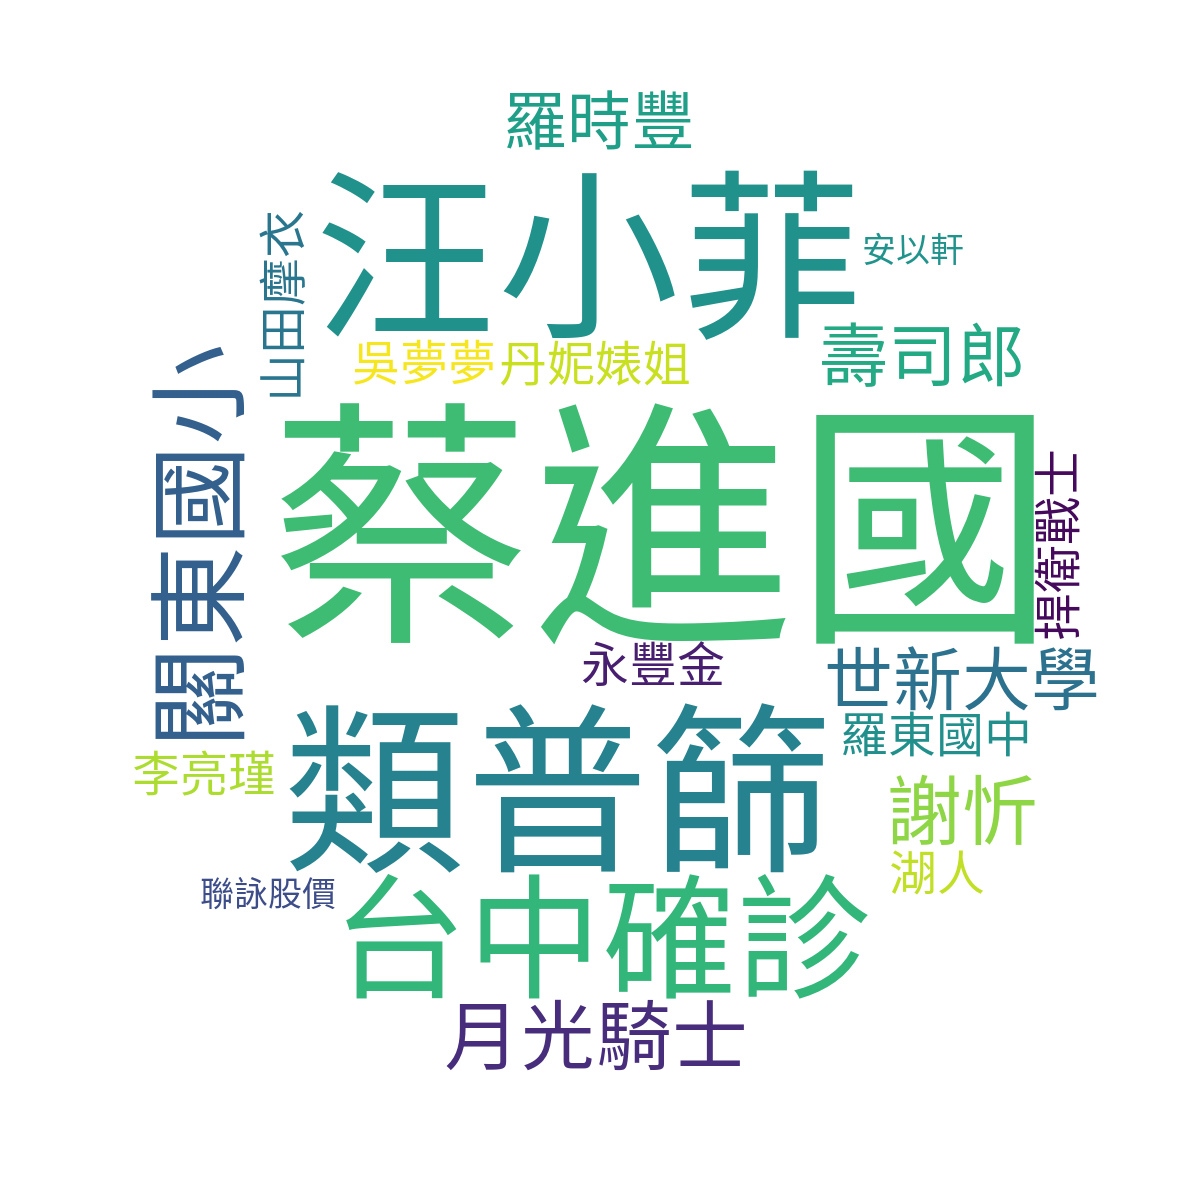 羅時豐
汪小菲
安以軒
山田摩衣
吳夢夢
丹妮婊姐
壽司郎
關東國小
蔡進國
捍衛戰士
永豐金
世新大學
類普篩
羅東國中
李亮瑾
謝忻
湖人
聯詠股價
台中確診
月光騎士